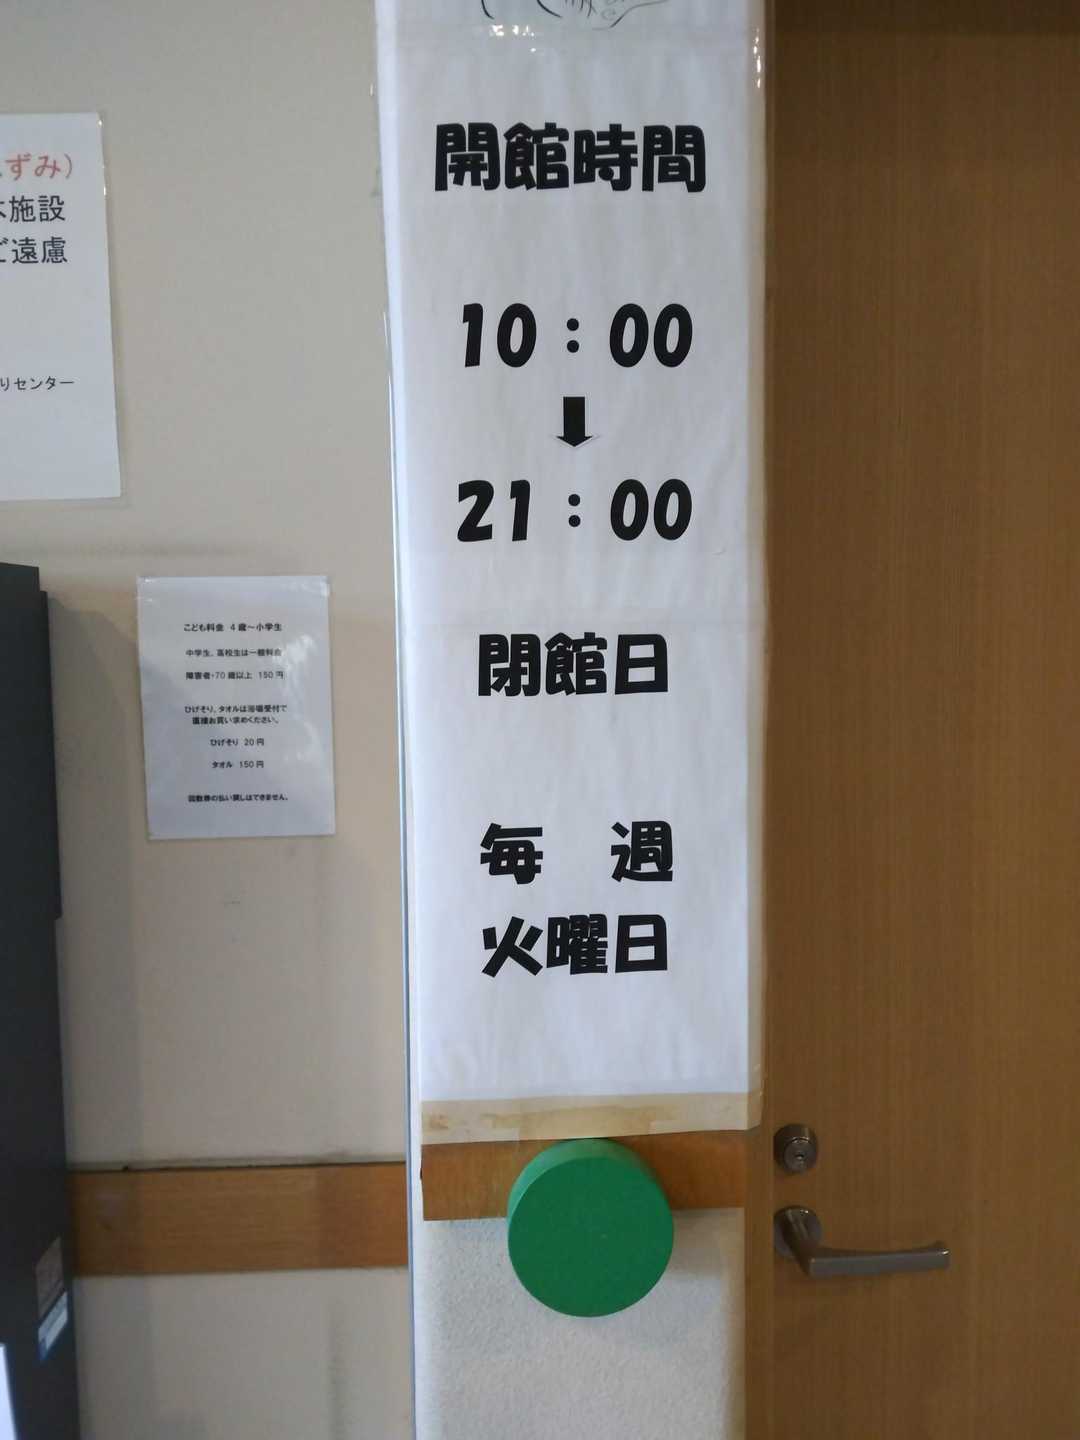 ずみ)
施設
ご遠慮
りセンター
こども料金 4歳～小学生
中学生、高校生は一般料金
障害者・70歳以上 150円
ひげそり、タオルは浴場受付で
直接お買い求めください。
ひげそり 20円
タオル 150円
回数券の払い戻しはできません。
開館時間
10：00
⬇
21：00
閉館日
毎 週
火曜日